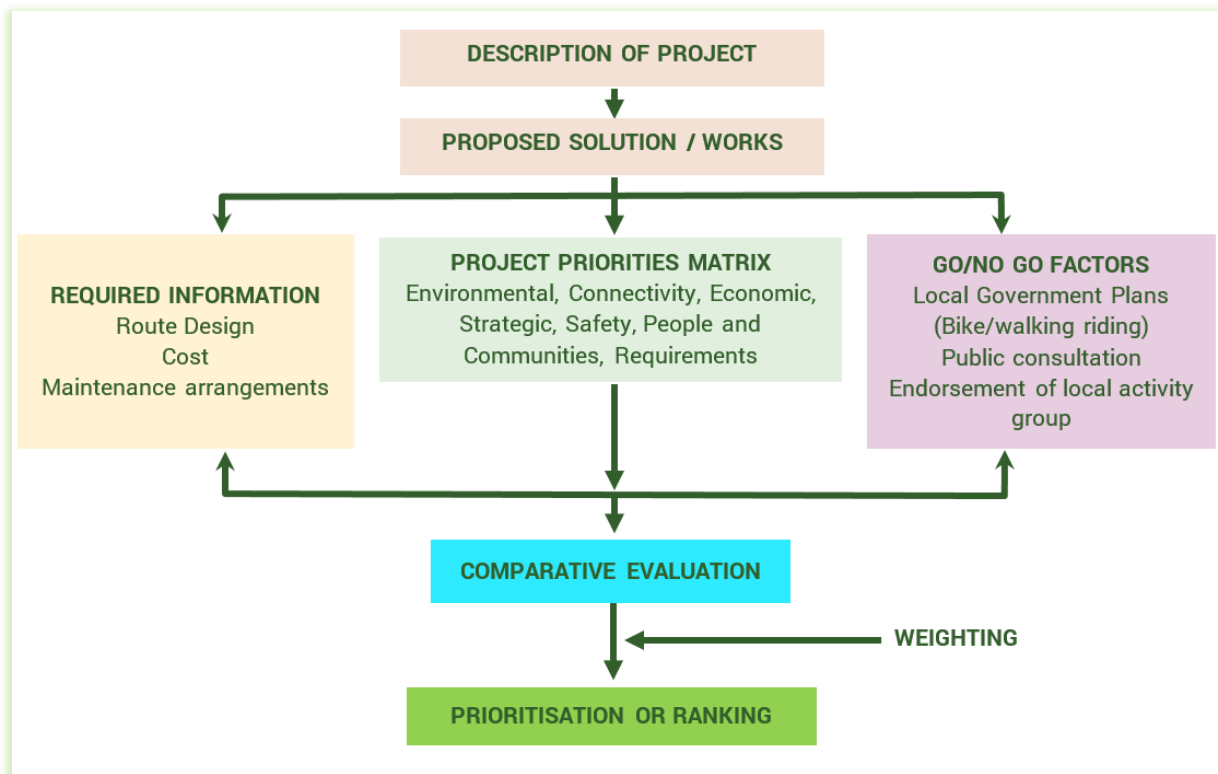 DESCRIPTION OF PROJECT
PROPOSED SOLUTION / WORKS
REQUIRED INFORMATION
Route Design
Cost
Maintenance arrangements
PROJECT PRIORITIES MATRIX
Environmental, Connectivity, Economic,
Strategic, Safety, People and
Communities, Requirements
GO/NO GO FACTORS
Local Government Plans
(Bike/walking riding)
Public consultation
Endorsement of local activity
group
COMPARATIVE EVALUATION
WEIGHTING
PRIORITISATION OR RANKING